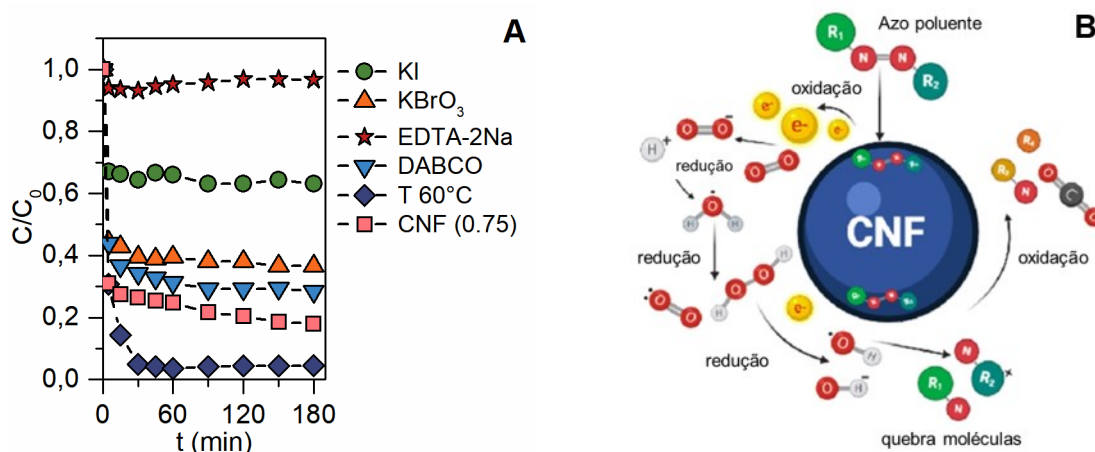 A
C/C0
1,0
0,8
0,6
0,4
0,2
0,0
0
60
120
180
t (min)
KI
KBrO3
EDTA-2Na
DABCO
T 60°C
CNF (0.75)
B
Azo poluente
R1
N
N
R2
oxidação
e-
e-
e-
O
O-
H+
redução
O
O
O
H
H
redução
H
O
O
H
O
O
e-
redução
O
H
O
H-
CNF
R1
N
N
R2+
N
quebra moléculas
oxidação
N
O
C
O